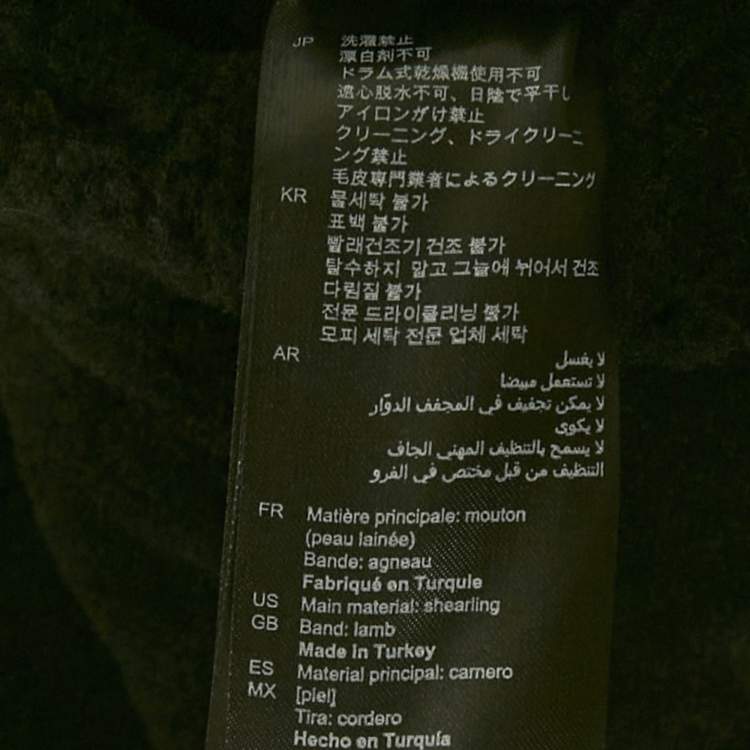 JP 洗濯禁止
漂白剤不可
ドラム式乾燥機使用不可
遠心脱水不可、日陰で平干し
アイロンがけ禁止
クリーニング、ドライクリーニ
ング禁止
毛皮専門業者によるクリーニング
KR 물세탁 불가
표백 불가
빨래건조기 건조 불가
탈수하지 말고 그늘에 뉘어서 건조
다림질 불가
전문 드라이클리닝 불가
모피 세탁 전문 업체 세탁
AR لا يغسل
لا تستعمل مبيضا
لا يمكن تجفيف في المجفف الدوّار
لا يكوى
لا يسمح بالتنظيف المهني الجاف
التنظيف من قبل مختص في الفرو
FR Matière principale: mouton
(peau lainée)
Bande: agneau
Fabriqué en Turquie
US Main material: shearling
GB Band: lamb
Made in Turkey
ES Material principal: carnero
MX [piel]
Tira: cordero
Hecho en Turquía